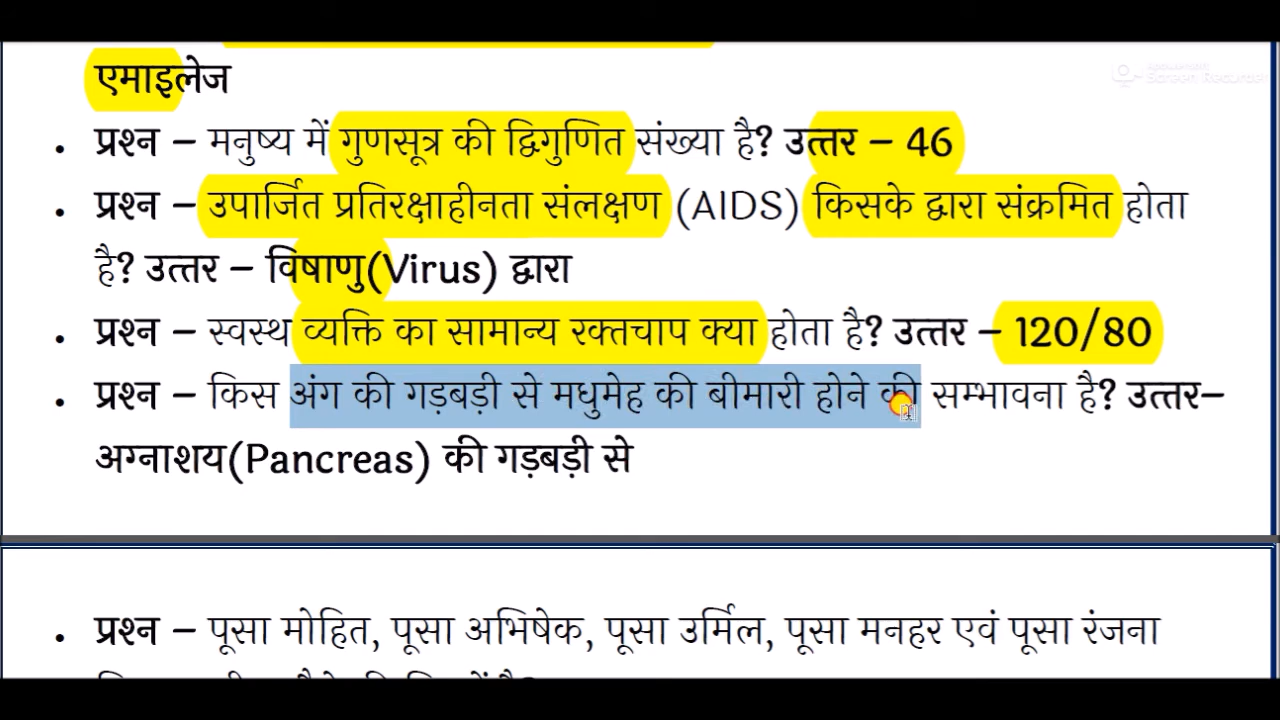 एमाइलेज
• प्रश्न – मनुष्य में गुणसूत्र की द्विगुणित संख्या है? उत्तर – 46
• प्रश्न – उपार्जित प्रतिरक्षाहीनता संलक्षण (AIDS) किसके द्वारा संक्रमित होता
है? उत्तर – विषाणु(Virus) द्वारा
• प्रश्न – स्वस्थ व्यक्ति का सामान्य रक्तचाप क्या होता है? उत्तर – 120/80
• प्रश्न – किस अंग की गड़बड़ी से मधुमेह की बीमारी होने की सम्भावना है? उत्तर–
अग्नाशय(Pancreas) की गड़बड़ी से
• प्रश्न – पूसा मोहित, पूसा अभिषेक, पूसा उर्मिल, पूसा मनहर एवं पूसा रंजना
Screen Recorder